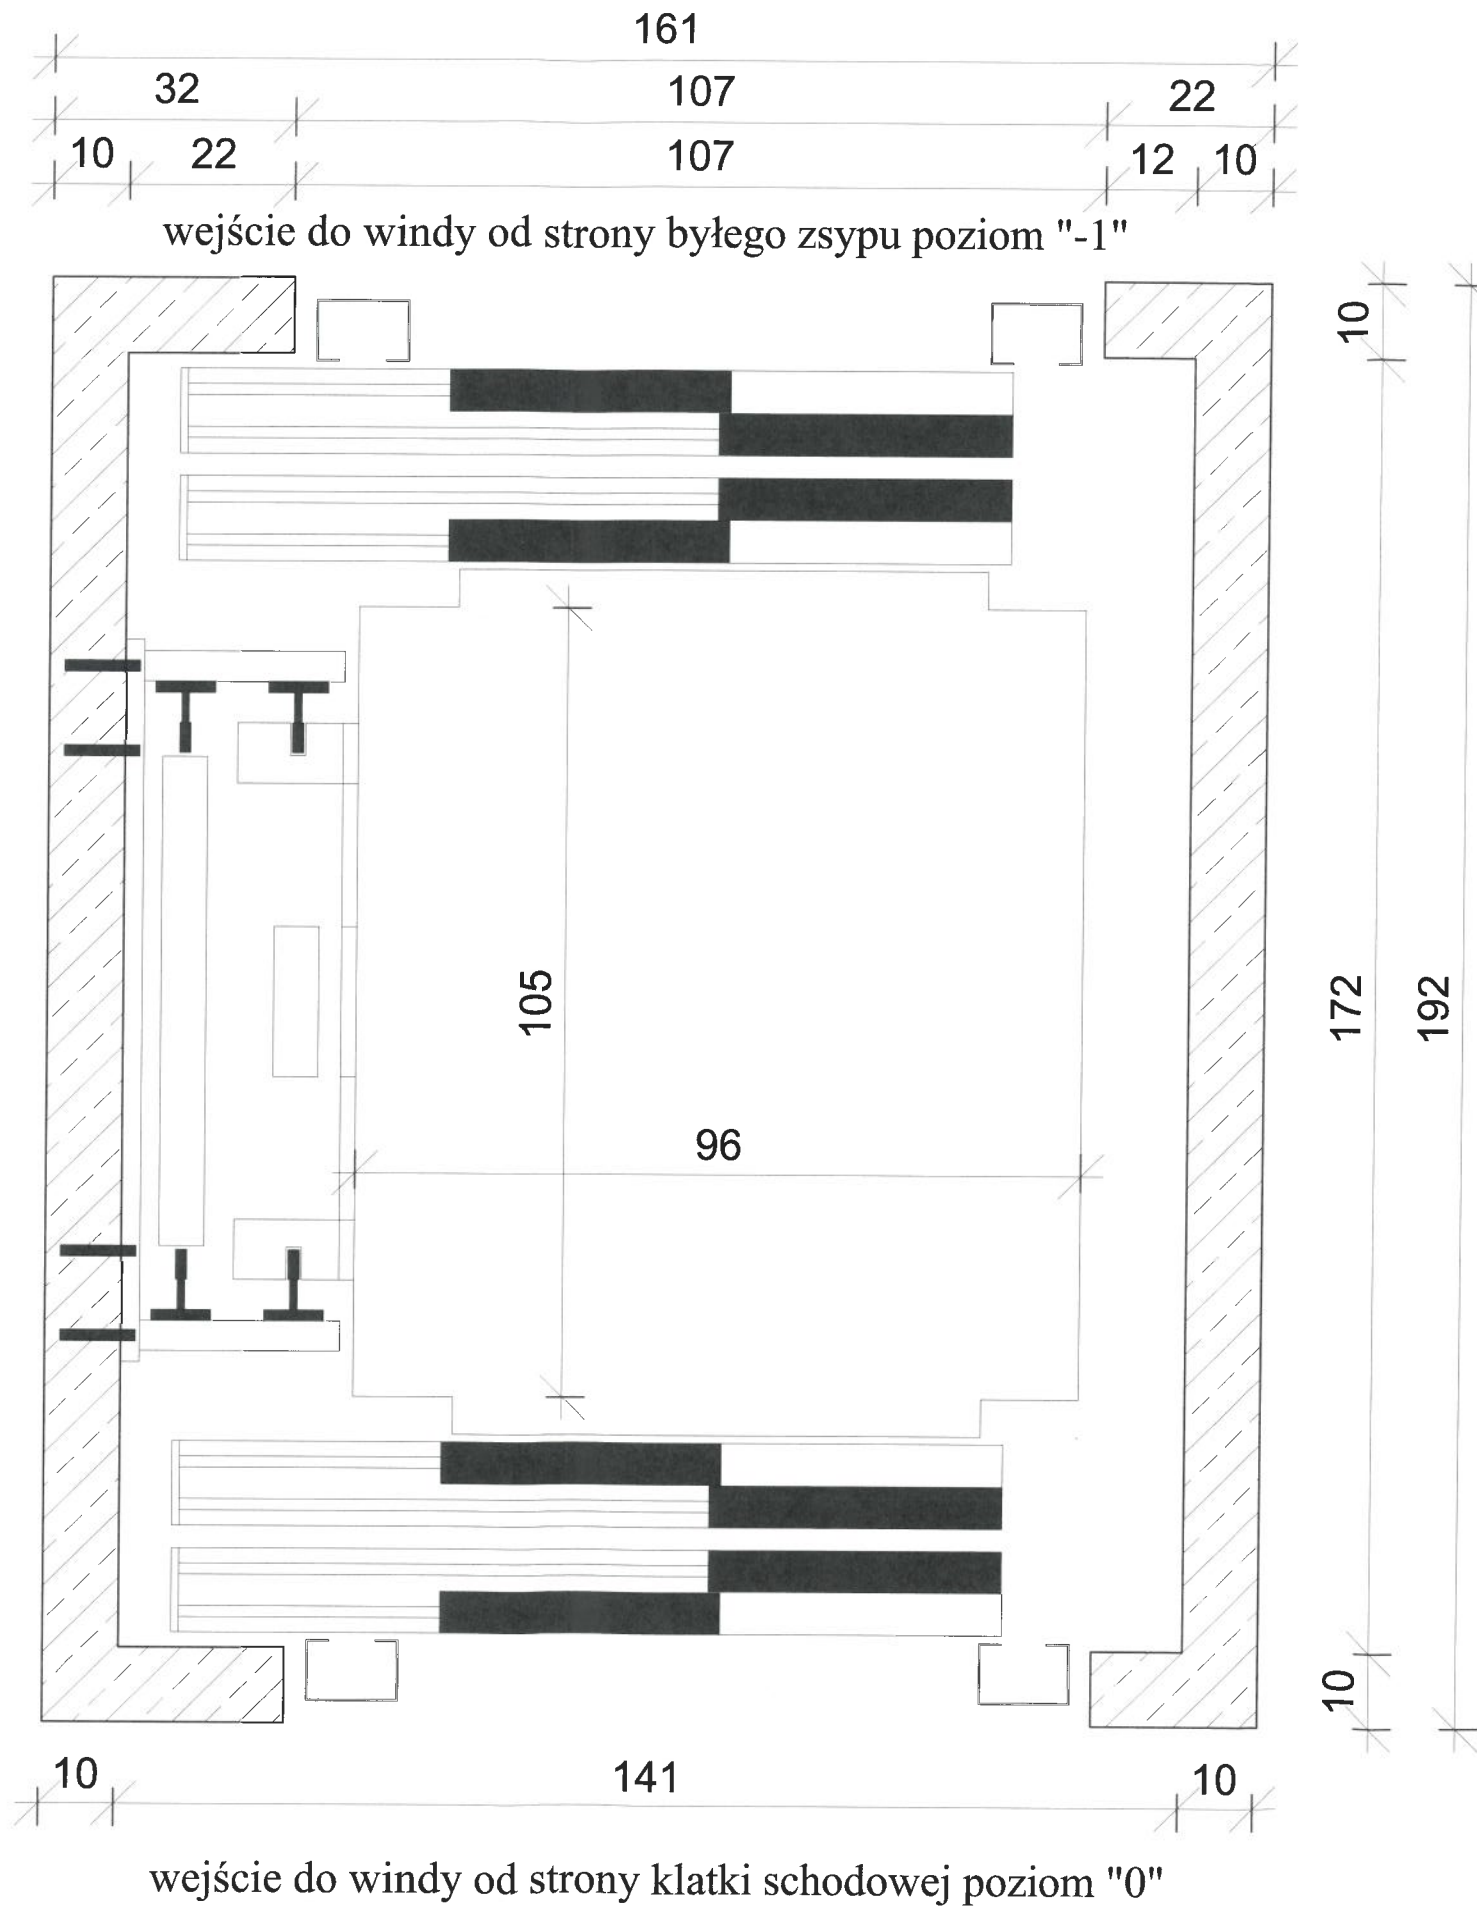 161
32 107 22
10 22 107 12 10
wejście do windy od strony byłego zsypu poziom "-1"
10
105
172
192
96
10
10 141 10
wejście do windy od strony klatki schodowej poziom "0"